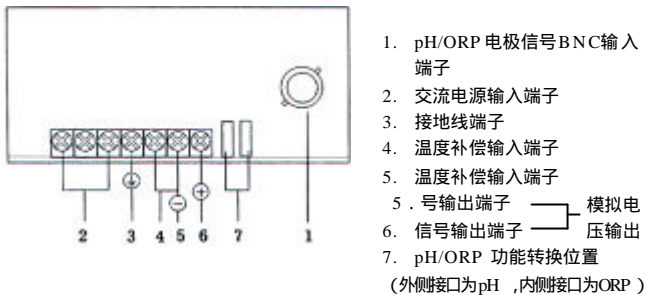 1. pH/ORP 电极信号BNC输入
端子
2. 交流电源输入端子
3. 接地线端子
4. 温度补偿输入端子
5. 温度补偿输入端子
5．号输出端子 模拟电
6. 信号输出端子 压输出
7. pH/ORP 功能转换位置
（外侧接口为pH ，内侧接口为ORP）
2 3 4 5 6 7 1